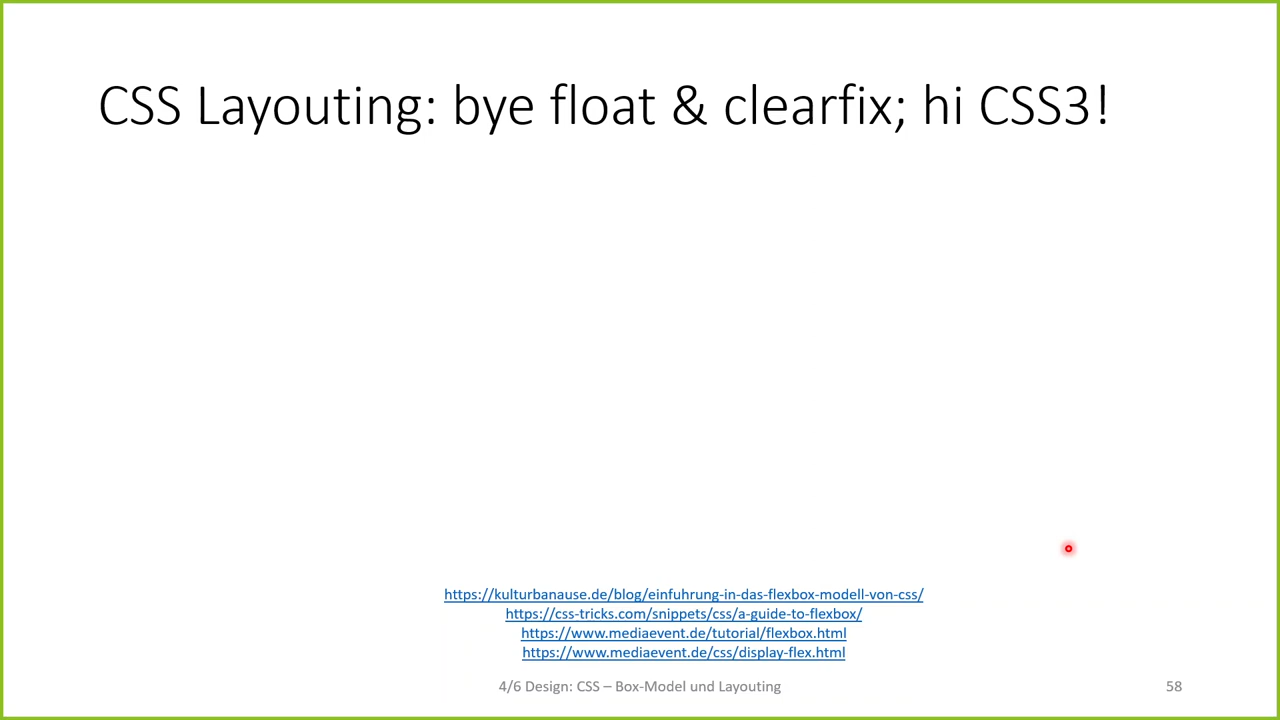 CSS Layouting: bye float & clearfix; hi CSS3!
https://kulturbanause.de/blog/einfuhrung-in-das-flexbox-modell-von-css/
https://css-tricks.com/snippets/css/a-guide-to-flexbox/
https://www.mediaevent.de/tutorial/flexbox.html
https://www.mediaevent.de/css/display-flex.html
4/6 Design: CSS – Box-Model und Layouting
58